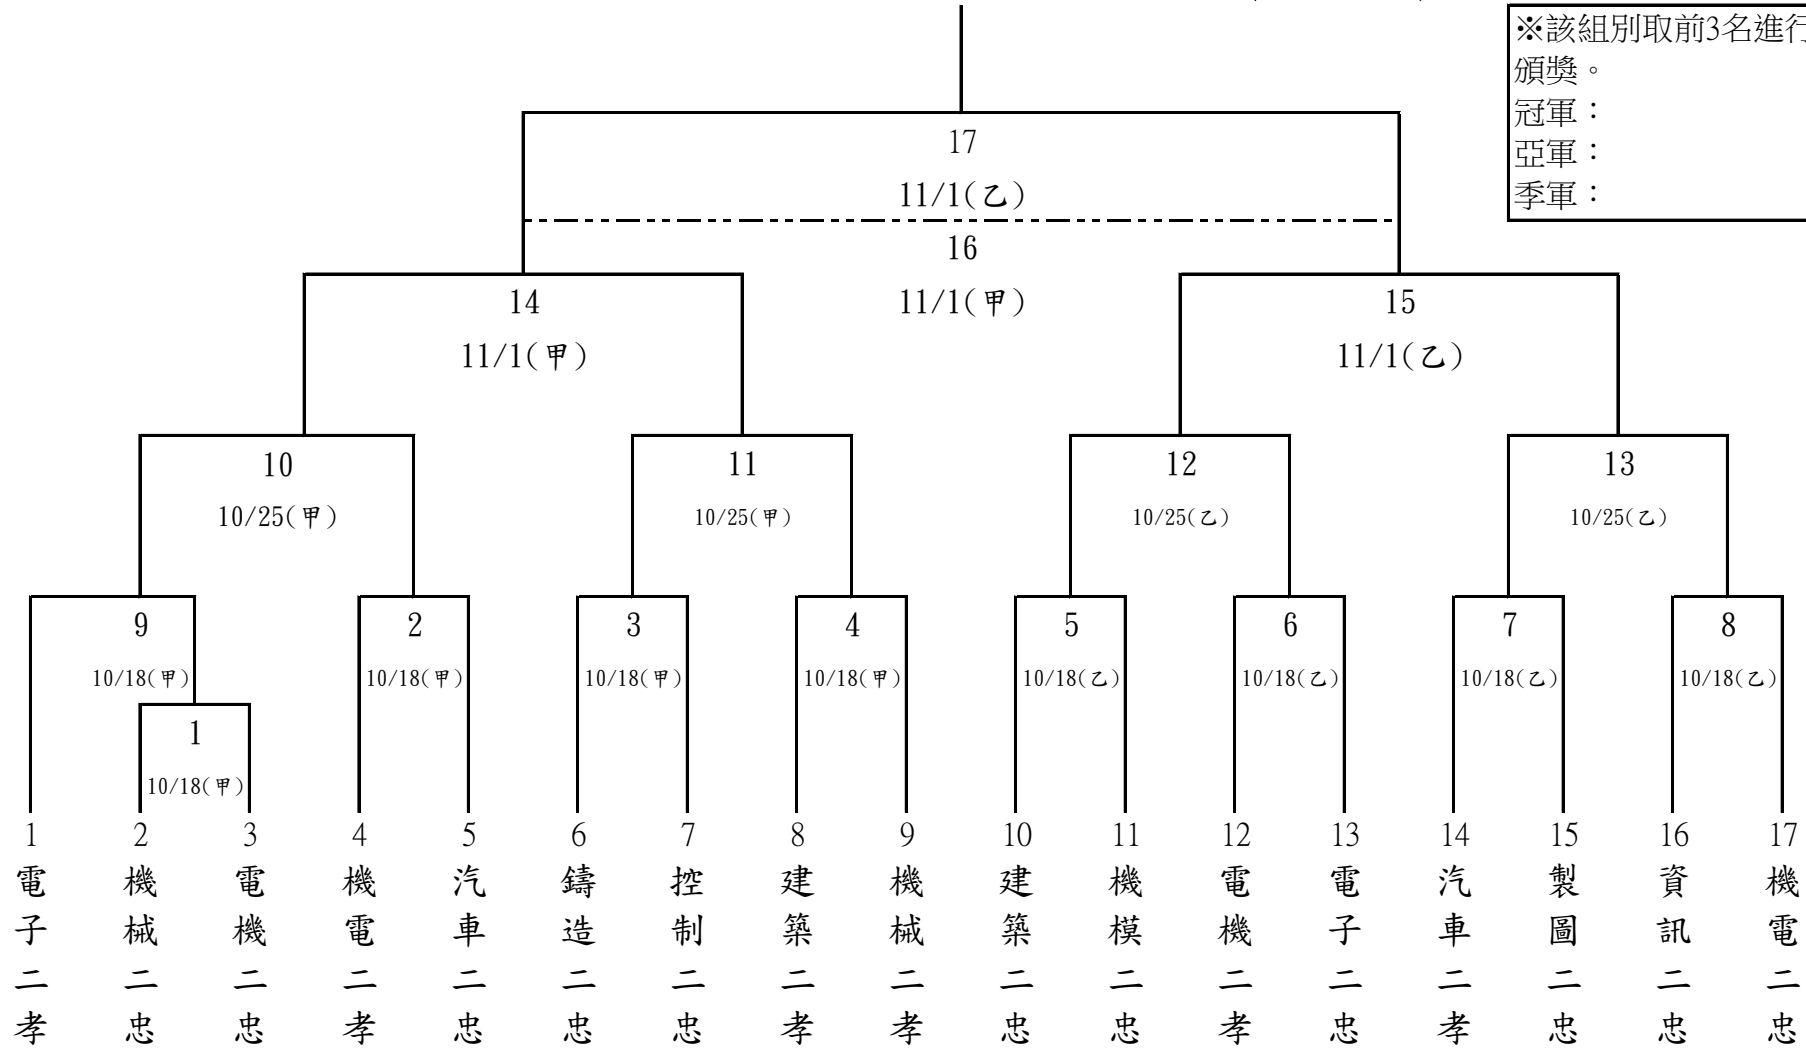 ※該組別取前3名進行
頒獎。
冠軍：
亞軍：
季軍：
17
11/1(乙)
16
11/1(甲)
14
11/1(甲)
15
11/1(乙)
10
10/25(甲)
11
10/25(甲)
12
10/25(乙)
13
10/25(乙)
9
10/18(甲)
2
10/18(甲)
3
10/18(甲)
4
10/18(甲)
5
10/18(乙)
6
10/18(乙)
7
10/18(乙)
8
10/18(乙)
1
10/18(甲)
1
電子二孝
2
機械二忠
3
電機二忠
4
機電二孝
5
汽車二忠
6
鑄造二忠
7
控制二忠
8
建築二孝
9
機械二孝
10
建築二忠
11
機模二忠
12
電機二孝
13
電子二忠
14
汽車二孝
15
製圖二忠
16
資訊二忠
17
機電二忠